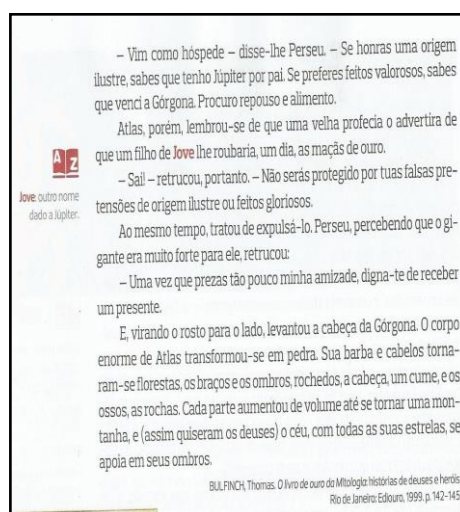 – Vim como hóspede – disse-lhe Perseu. – Se honras uma origem
ilustre, sabes que tenho Júpiter por pai. Se preferes feitos valorosos, sabes
que venci a Górgona. Procuro repouso e alimento.
Atlas, porém, lembrou-se de que uma velha profecia o advertira de
que um filho de Jove lhe roubaria, um dia, as maçãs de ouro.
– Sai! – retrucou, portanto. – Não serás protegido por tuas falsas pre-
tensões de origem ilustre ou feitos gloriosos.
Ao mesmo tempo, tratou de expulsá-lo. Perseu, percebendo que o gi-
gante era muito forte para ele, retrucou:
– Uma vez que prezas tão pouco minha amizade, digna-te de receber
um presente.
E, virando o rosto para o lado, levantou a cabeça da Górgona. O corpo
enorme de Atlas transformou-se em pedra. Sua barba e cabelos torna-
ram-se florestas, os braços e os ombros, rochedos, a cabeça, um cume, e os
ossos, as rochas. Cada parte aumentou de volume até se tornar uma mon-
tanha, e (assim quiseram os deuses) o céu, com todas as suas estrelas, se
apoia em seus ombros.
BULFINCH, Thomas. O livro de ouro da Mitologia: histórias de deuses e heróis
Rio de Janeiro: Ediouro, 1999. p. 142-145
A Z
Jove: outro nome
dado a Júpiter.